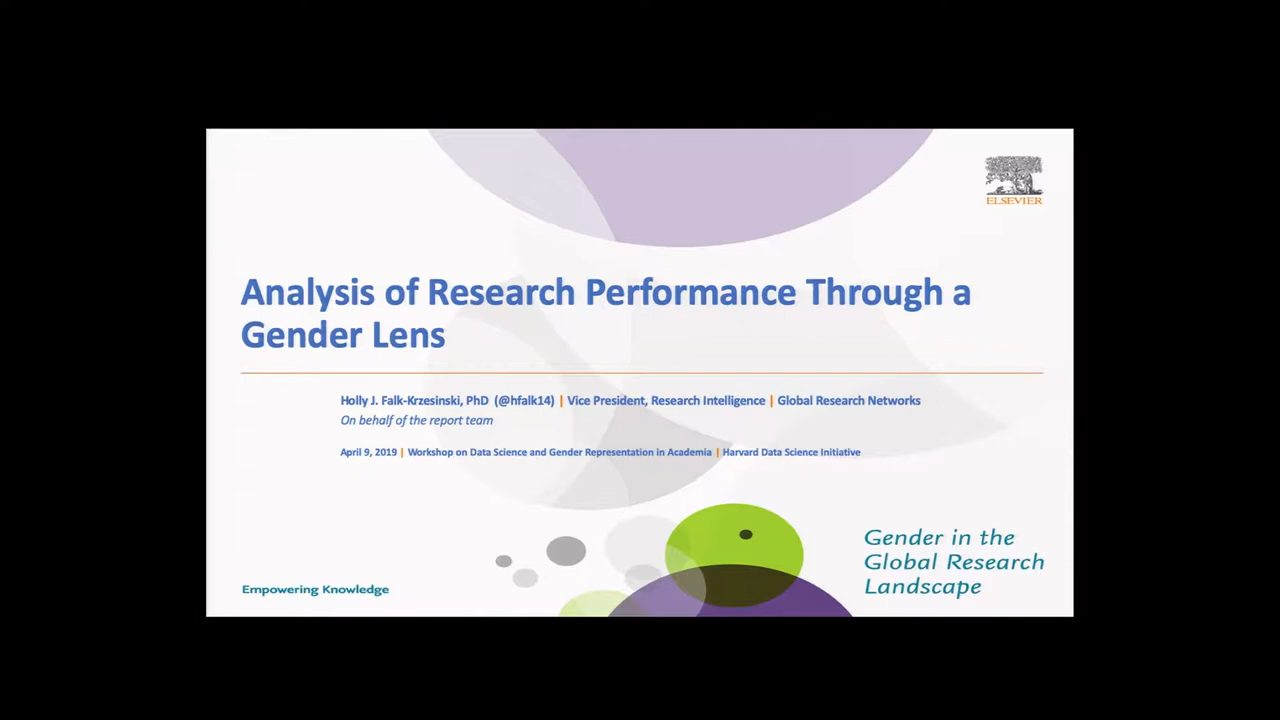 ELSEVIER
Analysis of Research Performance Through a
Gender Lens
Holly J. Falk-Krzesinski, PhD (@hfalk14) | Vice President, Research Intelligence | Global Research Networks
On behalf of the report team
April 9, 2019 | Workshop on Data Science and Gender Representation in Academia | Harvard Data Science Initiative
Gender in the
Global Research
Landscape
Empowering Knowledge